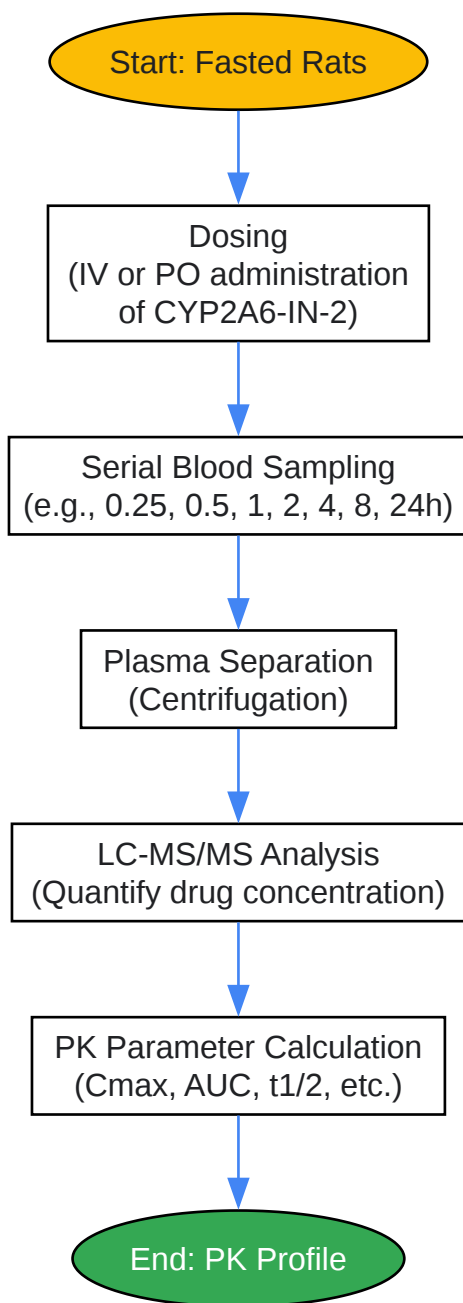 Start: Fasted Rats
Dosing
(IV or PO administration
of CYP2A6-IN-2)
Serial Blood Sampling
(e.g., 0.25, 0.5, 1, 2, 4, 8, 24h)
Plasma Separation
(Centrifugation)
LC-MS/MS Analysis
(Quantify drug concentration)
PK Parameter Calculation
(Cmax, AUC, t1/2, etc.)
End: PK Profile